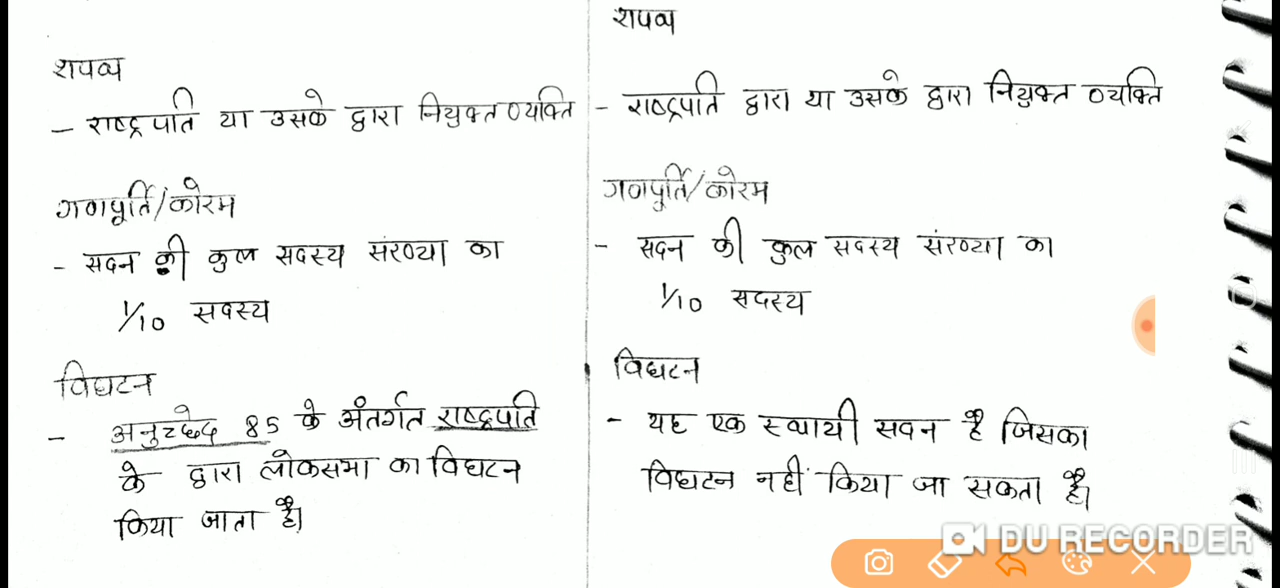 शपथ
- राष्ट्रपति या उसके द्वारा नियुक्त व्यक्ति
गणपूर्ति/कोरम
- सदन की कुल सदस्य संख्या का
1/10 सदस्य
विघटन
- अनुच्छेद 85 के अंतर्गत राष्ट्रपति
के द्वारा लोकसभा का विघटन
किया जाता है।
शपथ
- राष्ट्रपति द्वारा या उसके द्वारा नियुक्त व्यक्ति
गणपूर्ति/कोरम
- सदन की कुल सदस्य संख्या का
1/10 सदस्य
विघटन
- यह एक स्थायी सदन है जिसका
विघटन नहीं किया जा सकता है।
DU RECORDER